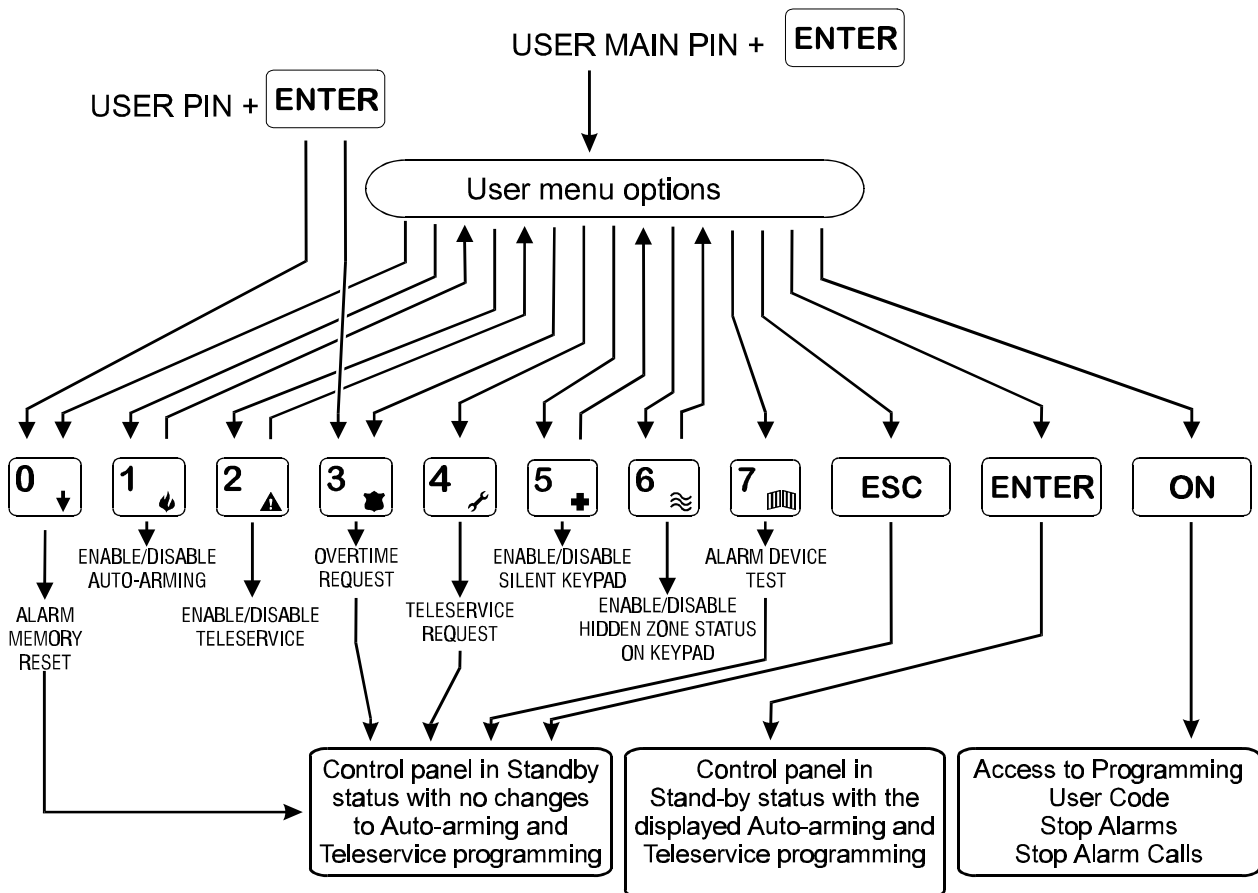 USER MAIN PIN + ENTER
USER PIN + ENTER
User menu options
0
1
2
3
4
5
6
7
ESC
ENTER
ON
ALARM
MEMORY
RESET
ENABLE/DISABLE
AUTO-ARMING
ENABLE/DISABLE
TELESERVICE
OVERTIME
REQUEST
TELESERVICE
REQUEST
ENABLE/DISABLE
SILENT KEYPAD
ENABLE/DISABLE
HIDDEN ZONE STATUS
ON KEYPAD
ALARM DEVICE
TEST
Control panel in Standby
status with no changes
to Auto-arming and
Teleservice programming
Control panel in
Stand-by status with the
displayed Auto-arming and
Teleservice programming
Access to Programming
User Code
Stop Alarms
Stop Alarm Calls